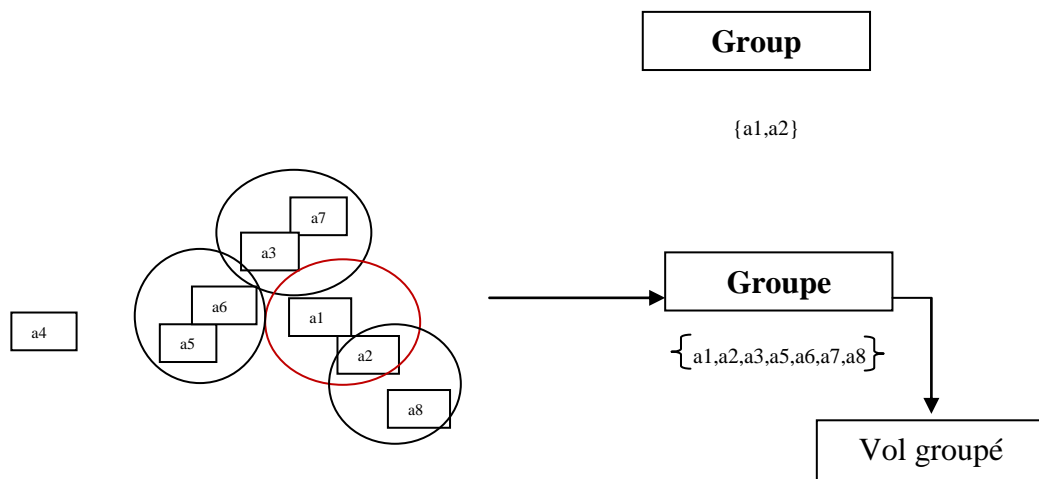 Group
{a1,a2}
a7
a3
a6
a1
a4
a5
a2
a8
Groupe
{a1,a2,a3,a5,a6,a7,a8}
Vol groupé